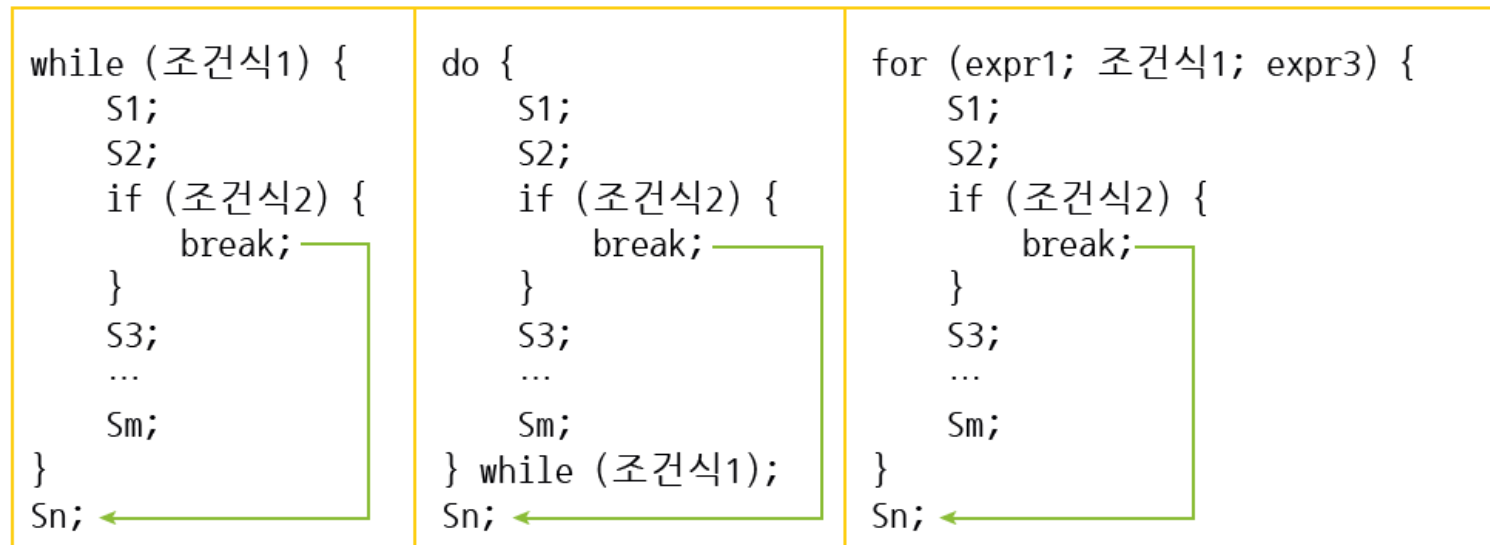 while (조건식1) {
S1;
S2;
if (조건식2) {
break;
}
S3;
…
Sm;
}
Sn;
do {
S1;
S2;
if (조건식2) {
break;
}
S3;
…
Sm;
} while (조건식1);
Sn;
for (expr1; 조건식1; expr3) {
S1;
S2;
if (조건식2) {
break;
}
S3;
…
Sm;
}
Sn;